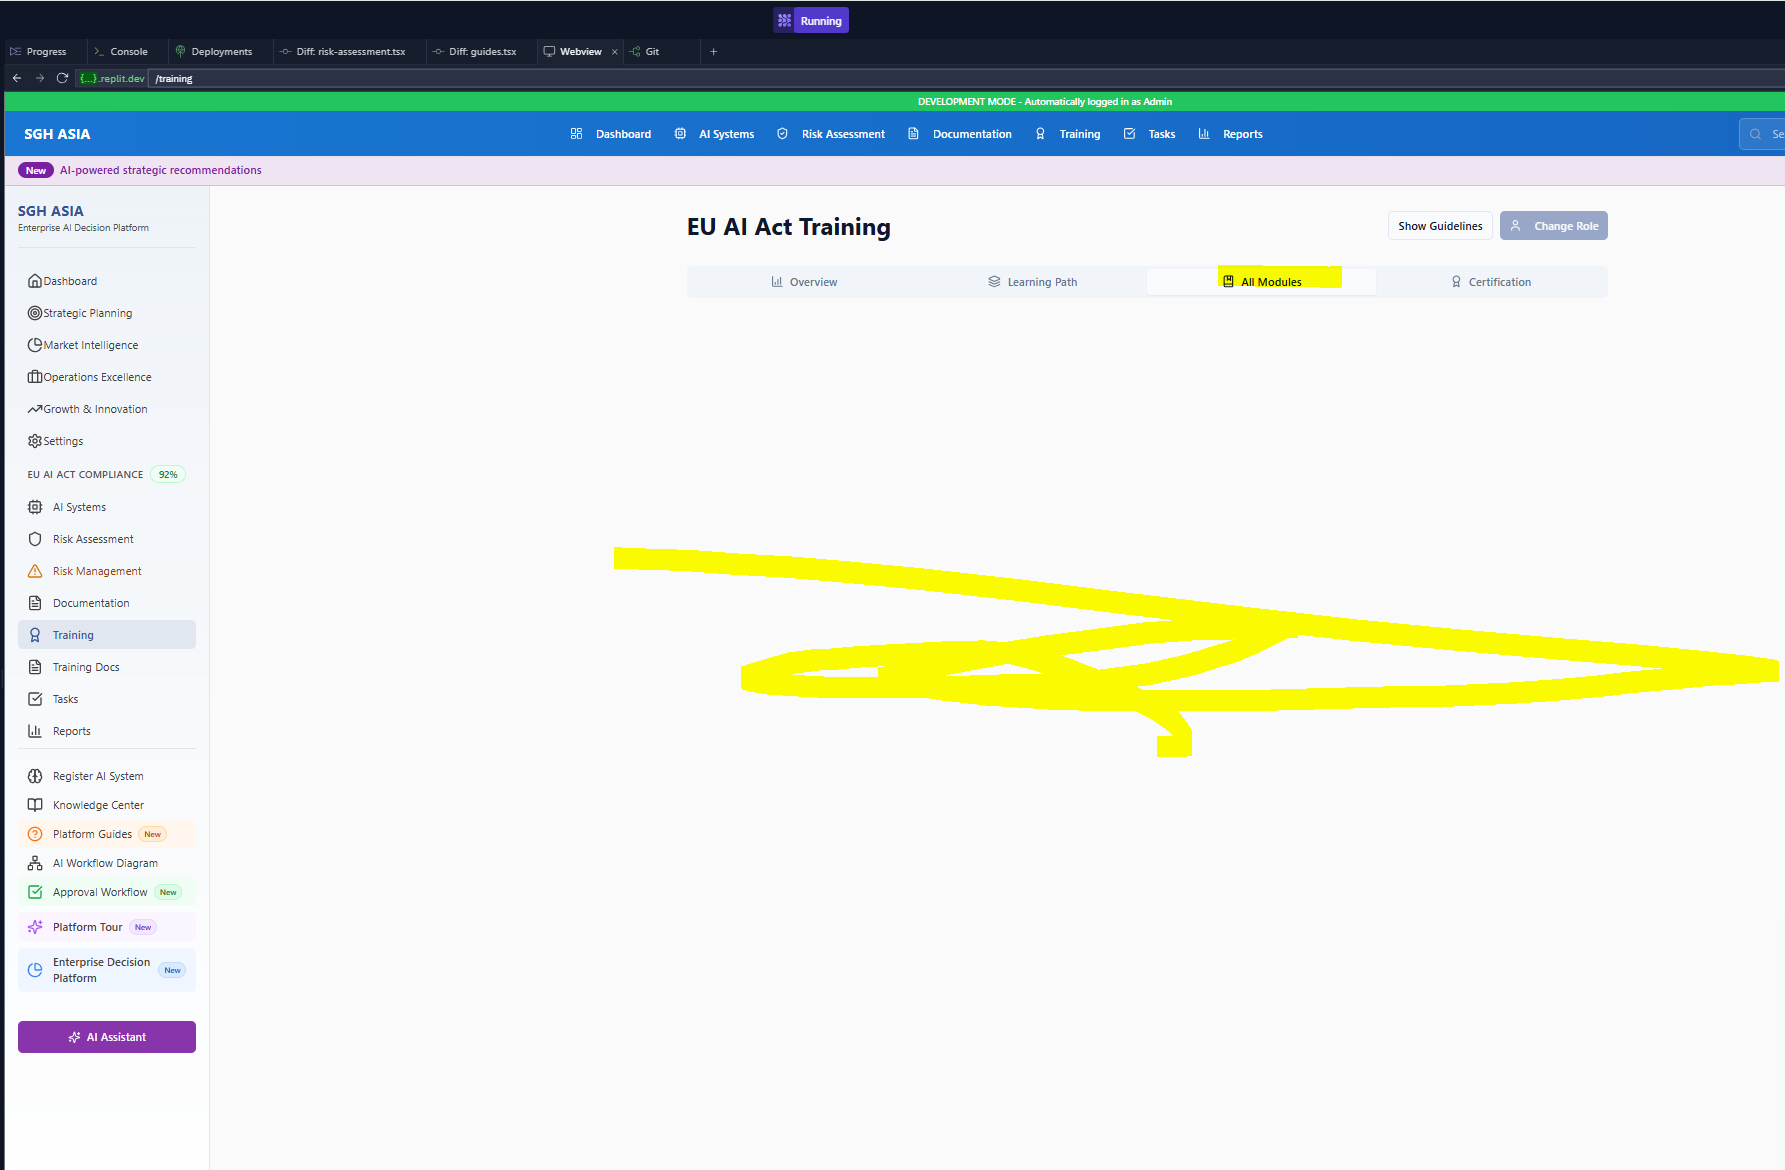 Running
Progress
Console
Deployments
Diff: risk-assessment.tsx
Diff: guides.tsx
Webview
Git
{...}.replit.dev /training
DEVELOPMENT MODE - Automatically logged in as Admin
SGH ASIA
Dashboard
AI Systems
Risk Assessment
Documentation
Training
Tasks
Reports
Se
New AI-powered strategic recommendations
SGH ASIA
Enterprise AI Decision Platform
Dashboard
Strategic Planning
Market Intelligence
Operations Excellence
Growth & Innovation
Settings
EU AI ACT COMPLIANCE 92%
AI Systems
Risk Assessment
Risk Management
Documentation
Training
Training Docs
Tasks
Reports
Register AI System
Knowledge Center
Platform Guides New
AI Workflow Diagram
Approval Workflow New
Platform Tour New
Enterprise Decision
Platform New
AI Assistant
EU AI Act Training
Show Guidelines
Change Role
Overview
Learning Path
All Modules
Certification